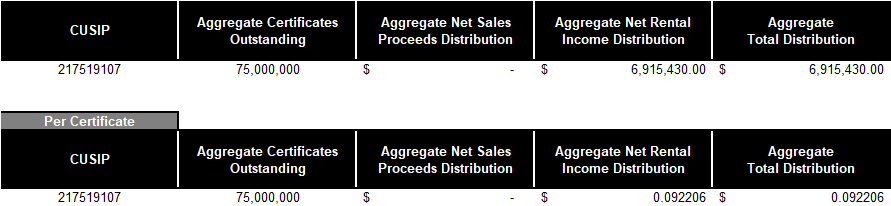 CUSIP Aggregate Certificates Outstanding Aggregate Net Sales Proceeds Distribution Aggregate Net Rental Income Distribution Aggregate Total Distribution
217519107 75,000,000 $ - $ 6,915,430.00 $ 6,915,430.00
Per Certificate
CUSIP Aggregate Certificates Outstanding Aggregate Net Sales Proceeds Distribution Aggregate Net Rental Income Distribution Aggregate Total Distribution
217519107 75,000,000 $ - $ 0.092206 $ 0.092206